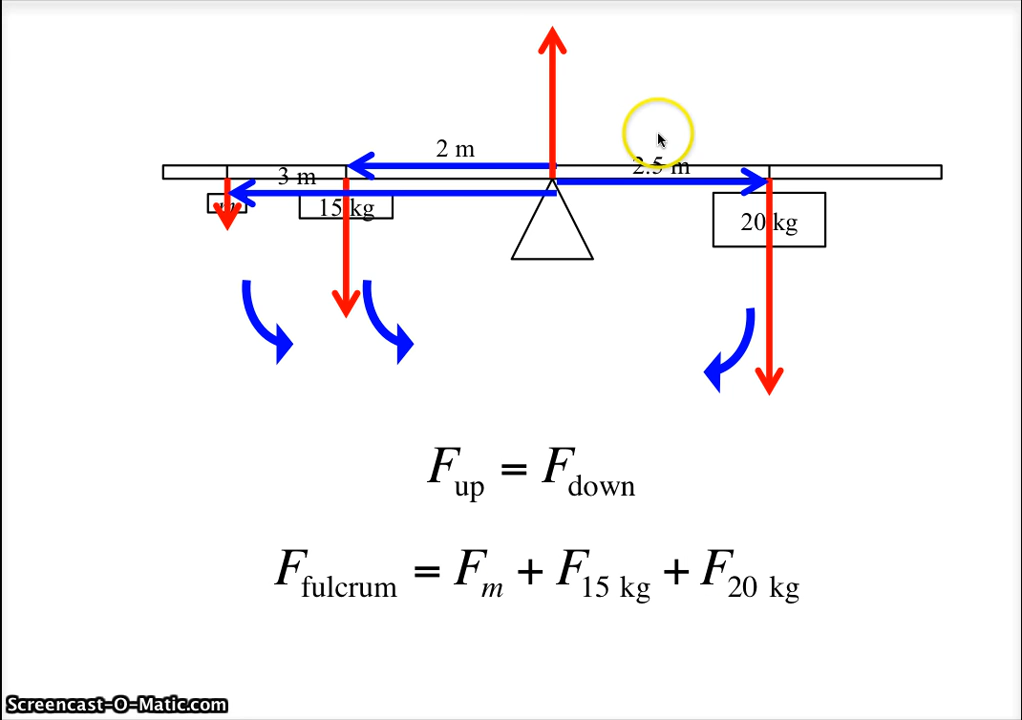 2 m
2.5 m
3 m
m
15 kg
20 kg
F_up = F_down
F_fulcrum = F_m + F_15 kg + F_20 kg
Screencast-O-Matic.com